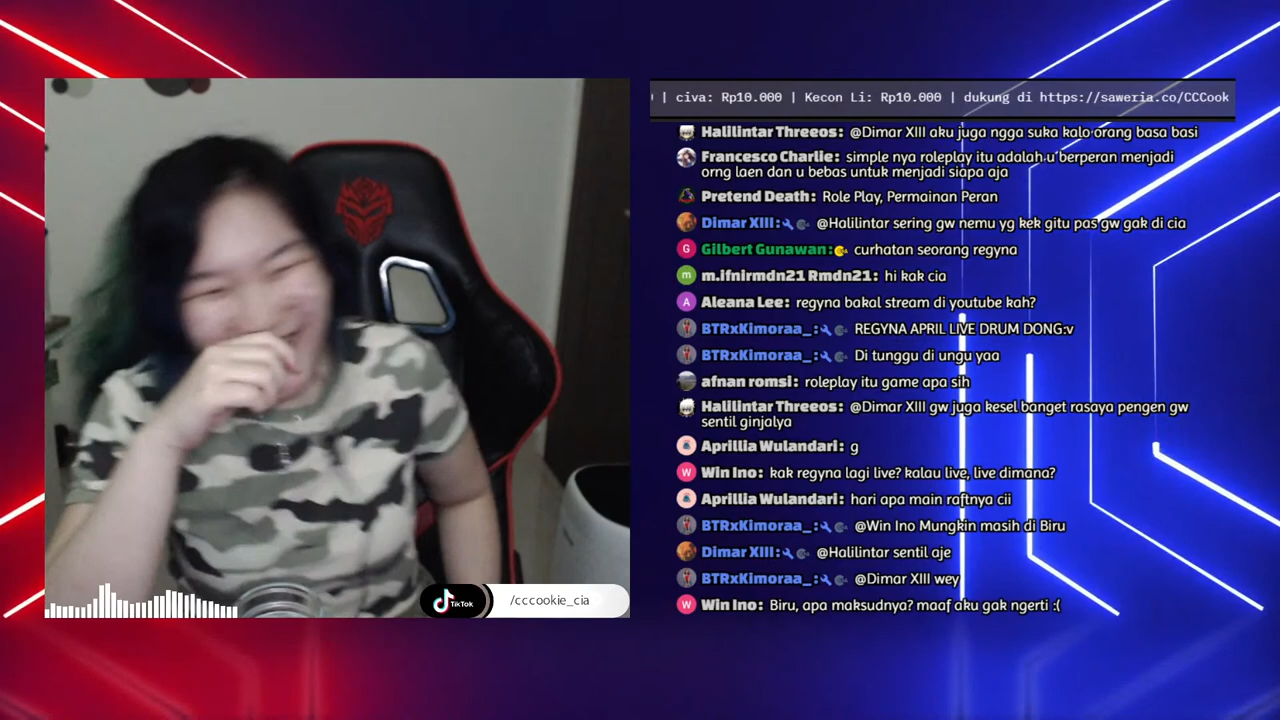 | civa: Rp10.000 | Kecon Li: Rp10.000 | dukung di https://saweria.co/CCCook
Halilintar Threeos: @Dimar XIII aku juga ngga suka kalo orang basa basi
Francesco Charlie: simple nya roleplay itu adalah u berperan menjadi
orng laen dan u bebas untuk menjadi siapa aja
Pretend Death: Role Play, Permainan Peran
Dimar XIII: @Halilintar sering gw nemu yg kek gitu pas gw gak di cia
G Gilbert Gunawan: curhatan seorang regyna
m m.ifnirmdn21 Rmdn21: hi kak cia
A Aleana Lee: regyna bakal stream di youtube kah?
BTRxKimoraa_: REGYNA APRIL LIVE DRUM DONG:v
BTRxKimoraa_: Di tunggu di ungu yaa
afnan romsi: roleplay itu game apa sih
Halilintar Threeos: @Dimar XIII gw juga kesel banget rasaya pengen gw
sentil ginjalya
Aprillia Wulandari: g
W Win Ino: kak regyna lagi live? kalau live, live dimana?
Aprillia Wulandari: hari apa main raftnya cii
BTRxKimoraa_: @Win Ino Mungkin masih di Biru
Dimar XIII: @Halilintar sentil aje
BTRxKimoraa_: @Dimar XIII wey
W Win Ino: Biru, apa maksudnya? maaf aku gak ngerti :(
TikTok /cccookie_cia